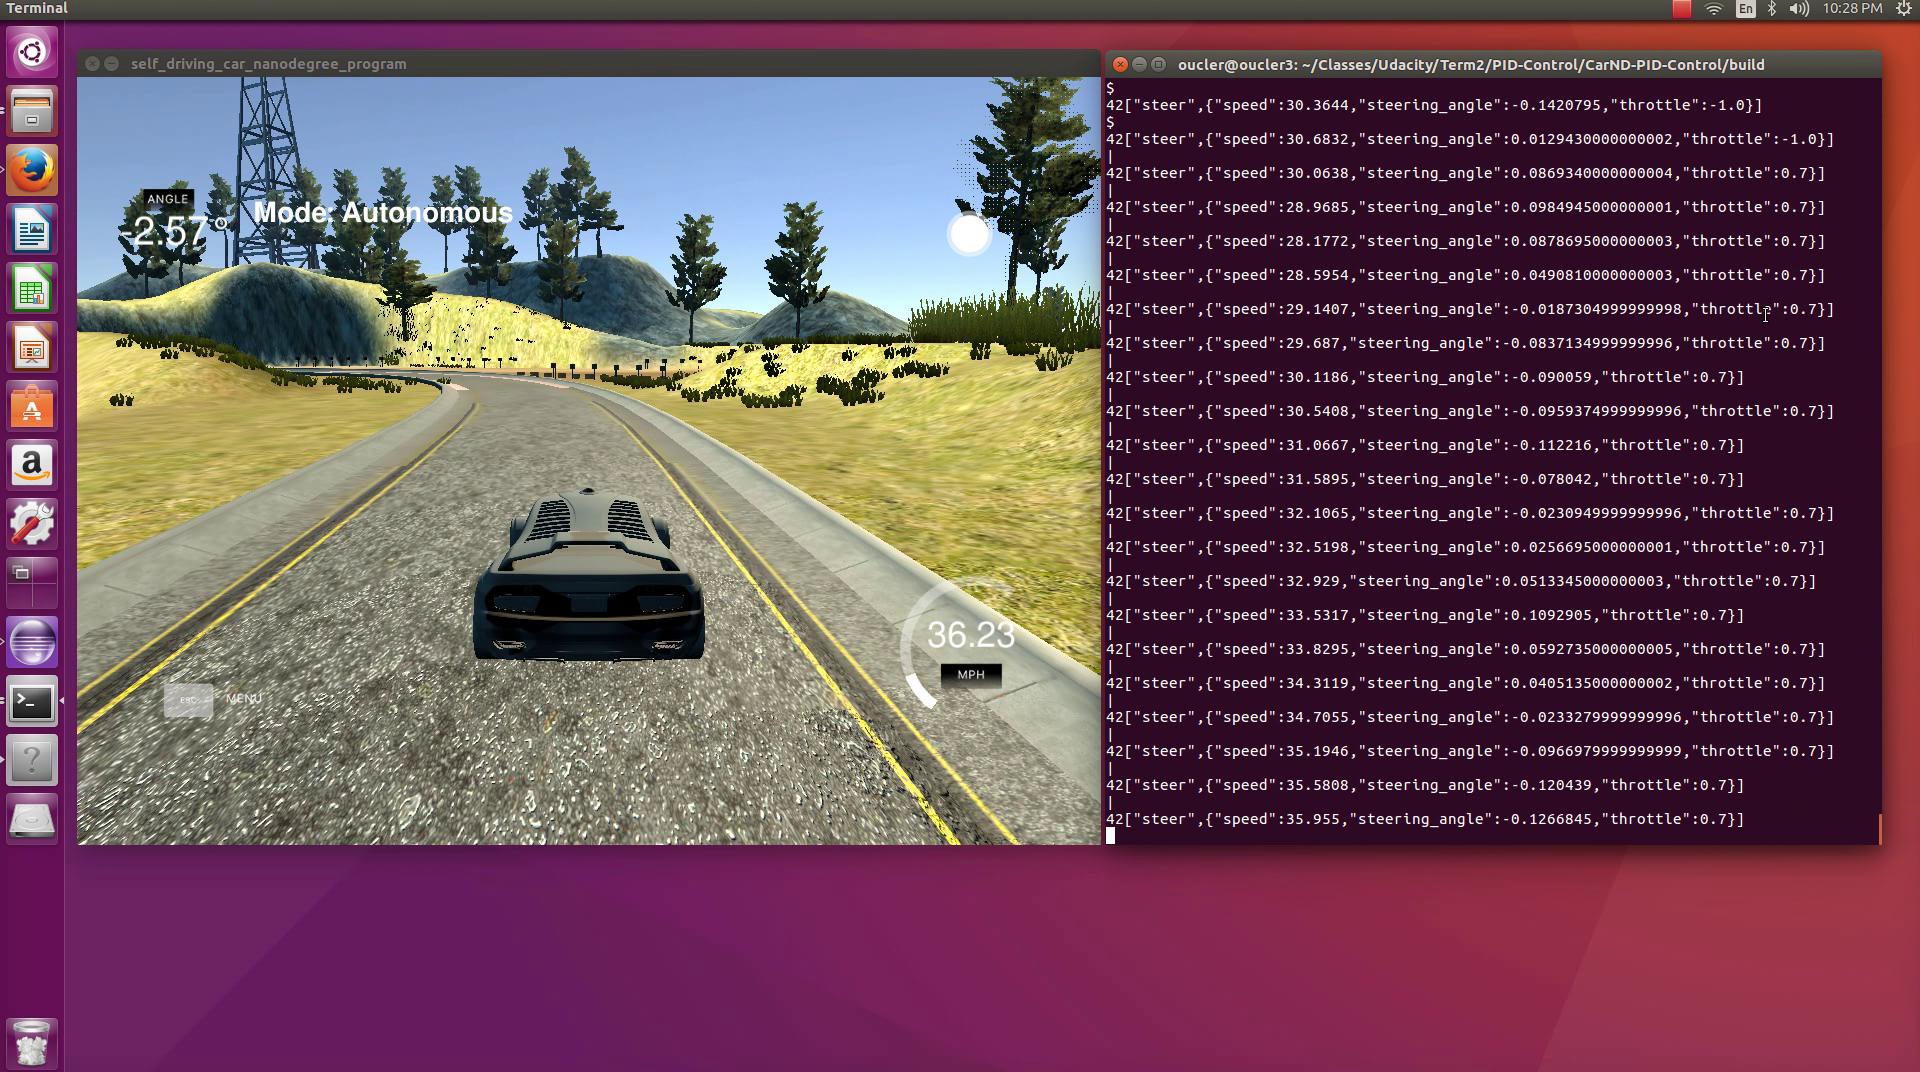 Terminal
En
10:28 PM
self_driving_car_nanodegree_program
ANGLE
-2.57°
Mode: Autonomous
36.23
MPH
ESC
MENU
oucler@oucler3: ~/Classes/Udacity/Term2/PID-Control/CarND-PID-Control/build
$
42["steer",{"speed":30.3644,"steering_angle":-0.1420795,"throttle":-1.0}]
$
42["steer",{"speed":30.6832,"steering_angle":0.0129430000000002,"throttle":-1.0}]
|
42["steer",{"speed":30.0638,"steering_angle":0.0869340000000004,"throttle":0.7}]
|
42["steer",{"speed":28.9685,"steering_angle":0.0984945000000001,"throttle":0.7}]
|
42["steer",{"speed":28.1772,"steering_angle":0.0878695000000003,"throttle":0.7}]
|
42["steer",{"speed":28.5954,"steering_angle":0.0490810000000003,"throttle":0.7}]
|
42["steer",{"speed":29.1407,"steering_angle":-0.0187304999999998,"throttle":0.7}]
|
42["steer",{"speed":29.687,"steering_angle":-0.0837134999999996,"throttle":0.7}]
|
42["steer",{"speed":30.1186,"steering_angle":-0.090059,"throttle":0.7}]
|
42["steer",{"speed":30.5408,"steering_angle":-0.0959374999999996,"throttle":0.7}]
|
42["steer",{"speed":31.0667,"steering_angle":-0.112216,"throttle":0.7}]
|
42["steer",{"speed":31.5895,"steering_angle":-0.078042,"throttle":0.7}]
|
42["steer",{"speed":32.1065,"steering_angle":-0.0230949999999996,"throttle":0.7}]
|
42["steer",{"speed":32.5198,"steering_angle":0.0256695000000001,"throttle":0.7}]
|
42["steer",{"speed":32.929,"steering_angle":0.0513345000000003,"throttle":0.7}]
|
42["steer",{"speed":33.5317,"steering_angle":0.1092905,"throttle":0.7}]
|
42["steer",{"speed":33.8295,"steering_angle":0.0592735000000005,"throttle":0.7}]
|
42["steer",{"speed":34.3119,"steering_angle":0.0405135000000002,"throttle":0.7}]
|
42["steer",{"speed":34.7055,"steering_angle":-0.0233279999999996,"throttle":0.7}]
|
42["steer",{"speed":35.1946,"steering_angle":-0.0966979999999999,"throttle":0.7}]
|
42["steer",{"speed":35.5808,"steering_angle":-0.120439,"throttle":0.7}]
|
42["steer",{"speed":35.955,"steering_angle":-0.1266845,"throttle":0.7}]